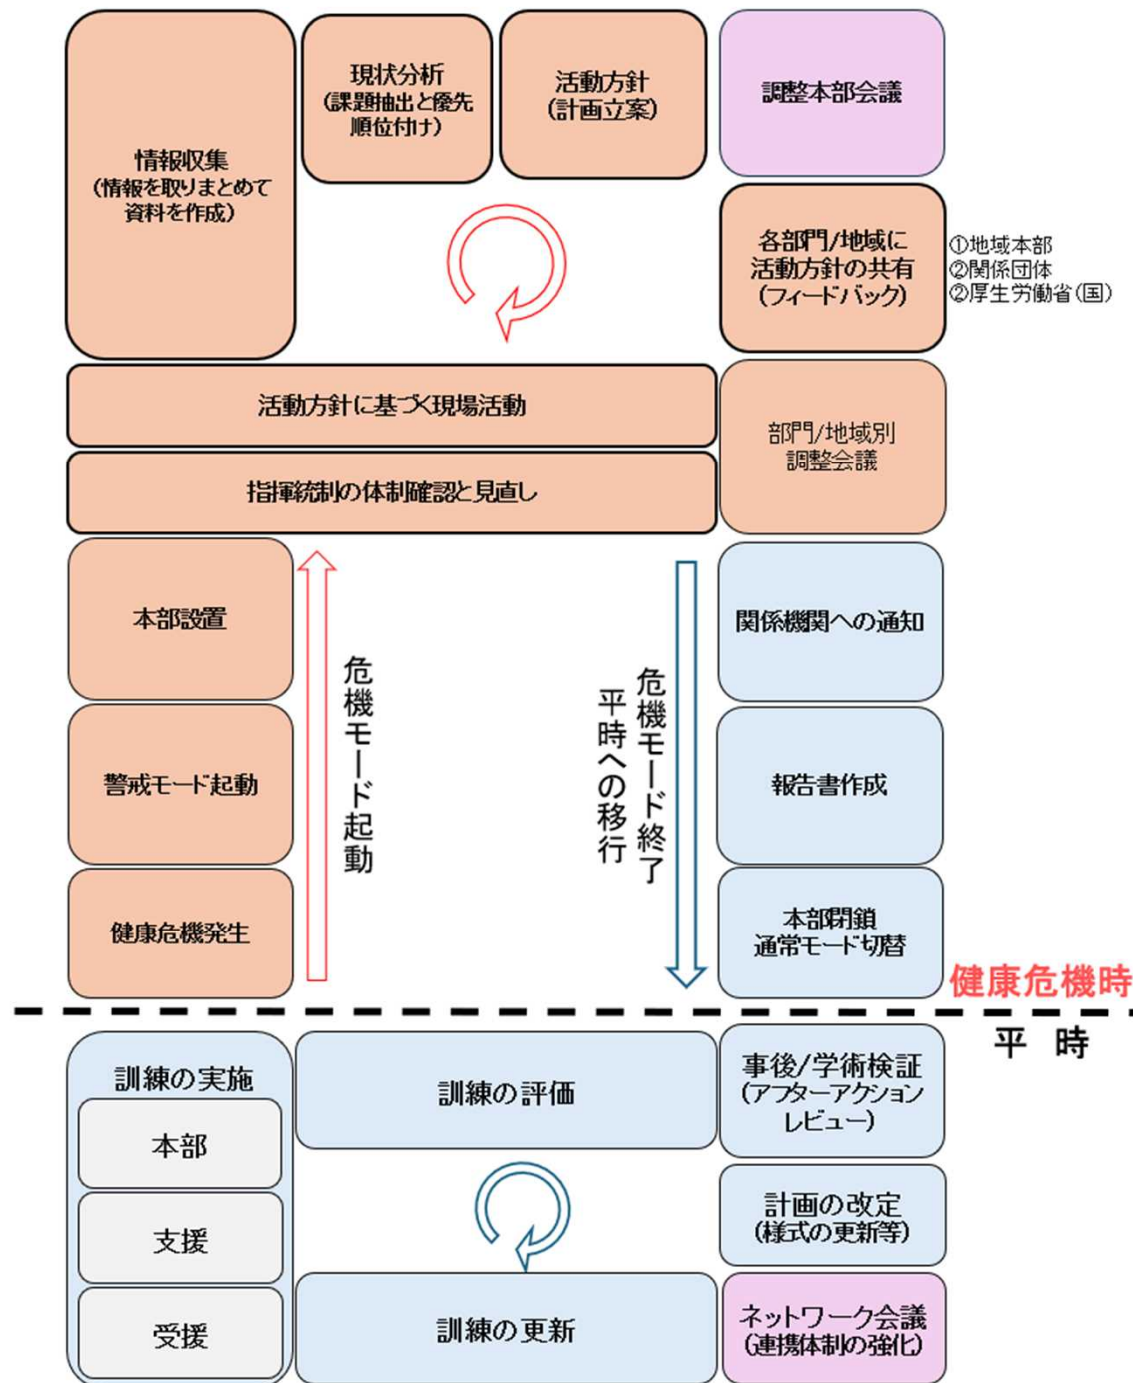 情報収集
(情報を取りまとめて
資料を作成)
現状分析
(課題抽出と優先
順位付け)
活動方針
(計画立案)
調整本部会議
各部門/地域に
活動方針の共有
(フィードバック)
①地域本部
②関係団体
②厚生労働省(国)
活動方針に基づく現場活動
指揮統制の体制確認と見直し
部門/地域別
調整会議
本部設置
警戒モード起動
健康危機発生
危機モード起動
危機モード終了
平時への移行
関係機関への通知
報告書作成
本部閉鎖
通常モード切替
健康危機時
平 時
訓練の実施
本部
支援
受援
訓練の評価
訓練の更新
事後/学術検証
(アフターアクション
レビュー)
計画の改定
(様式の更新等)
ネットワーク会議
(連携体制の強化)